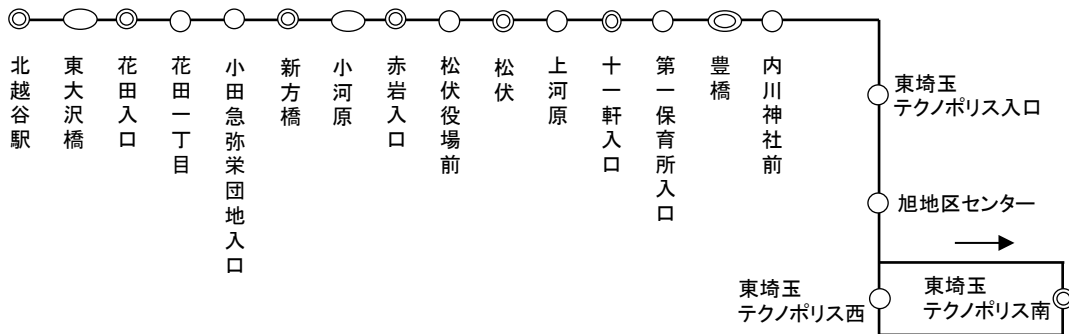 北越谷駅
東大沢橋
花田入口
花田一丁目
小田急弥栄団地入口
新方橋
小河原
赤岩入口
松伏役場前
松伏
上河原
十一軒入口
第一保育所入口
豊橋
内川神社前
東埼玉
テクノポリス入口
旭地区センター
東埼玉
テクノポリス西
東埼玉
テクノポリス南